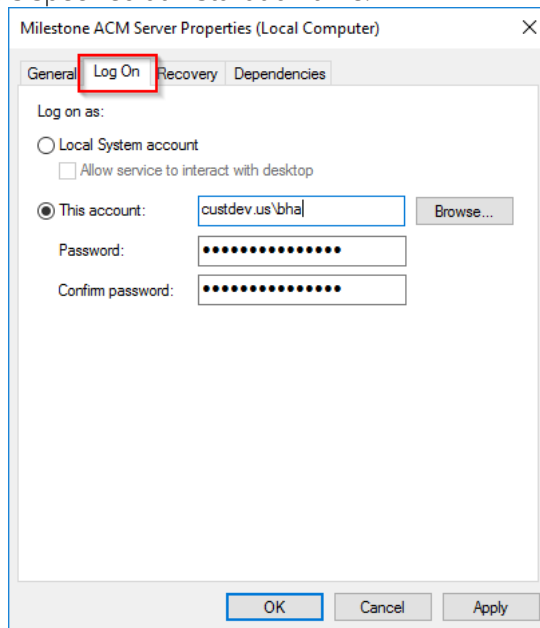 Milestone ACM Server Properties (Local Computer)
General Log On Recovery Dependencies
Log on as:
Local System account
Allow service to interact with desktop
This account: custdev.us\bha Browse...
Password: •••••••••••••••
Confirm password: •••••••••••••••
OK Cancel Apply